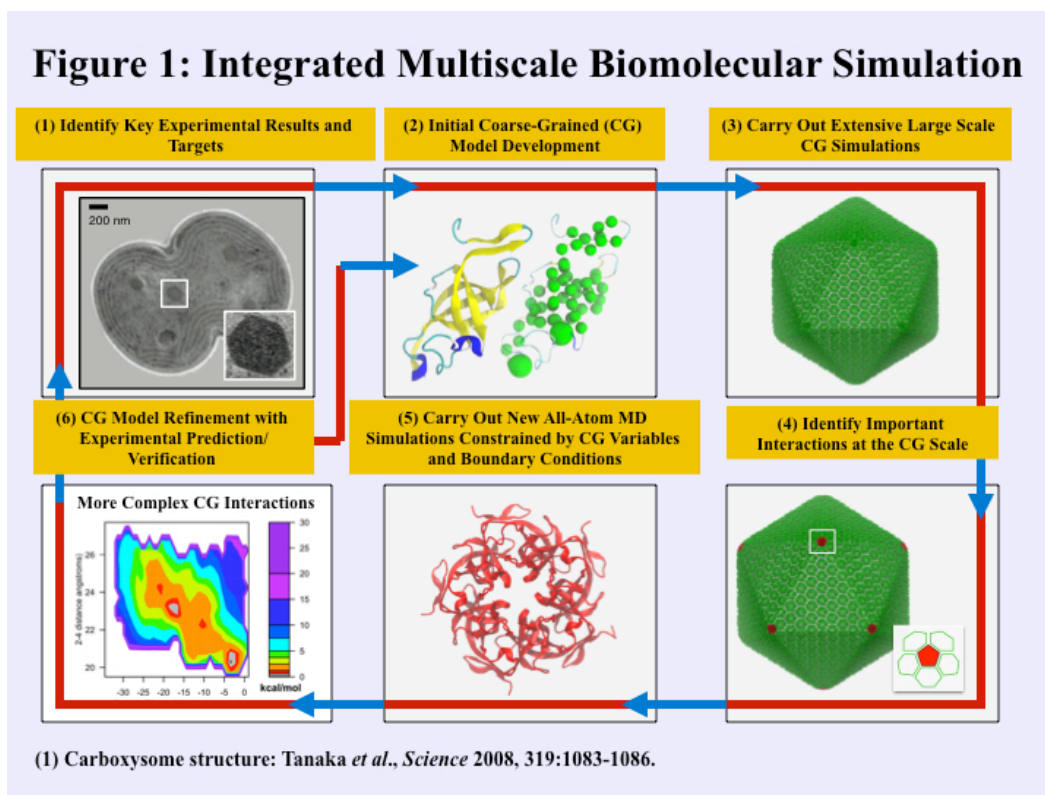 Figure 1: Integrated Multiscale Biomolecular Simulation
(1) Identify Key Experimental Results and
Targets
(2) Initial Coarse-Grained (CG)
Model Development
(3) Carry Out Extensive Large Scale
CG Simulations
200 nm
(6) CG Model Refinement with
Experimental Prediction/
Verification
(5) Carry Out New All-Atom MD
Simulations Constrained by CG Variables
and Boundary Conditions
(4) Identify Important
Interactions at the CG Scale
More Complex CG Interactions
2-4 distance angstroms)
26
24
22
20
-30 -25 -20 -15 -10 -5 0
30
25
20
15
10
5
0
kcal/mol
(1) Carboxysome structure: Tanaka et al., Science 2008, 319:1083-1086.